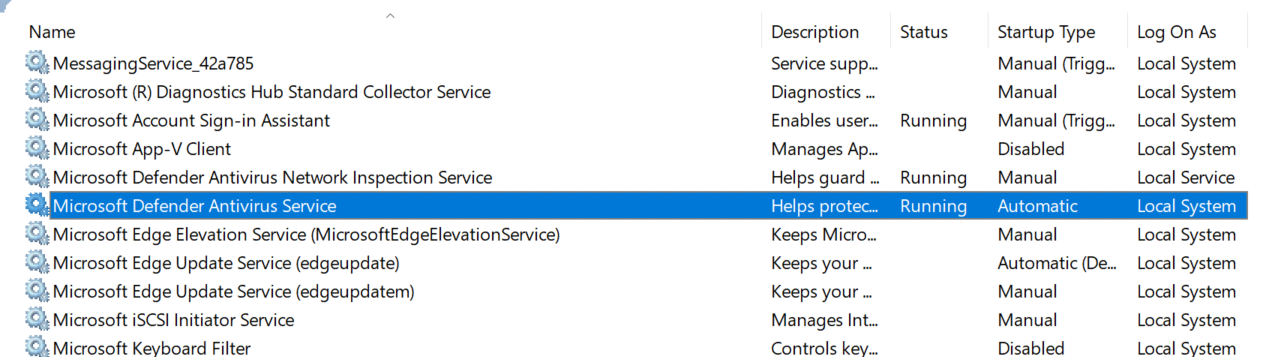 Name Description Status Startup Type Log On As
MessagingService_42a785 Service supp... Manual (Trigg... Local System
Microsoft (R) Diagnostics Hub Standard Collector Service Diagnostics ... Manual Local System
Microsoft Account Sign-in Assistant Enables user... Running Manual (Trigg... Local System
Microsoft App-V Client Manages Ap... Disabled Local System
Microsoft Defender Antivirus Network Inspection Service Helps guard ... Running Manual Local Service
Microsoft Defender Antivirus Service Helps protec... Running Automatic Local System
Microsoft Edge Elevation Service (MicrosoftEdgeElevationService) Keeps Micro... Manual Local System
Microsoft Edge Update Service (edgeupdate) Keeps your ... Automatic (De... Local System
Microsoft Edge Update Service (edgeupdatem) Keeps your ... Manual Local System
Microsoft iSCSI Initiator Service Manages Int... Manual Local System
Microsoft Keyboard Filter Controls key... Disabled Local System